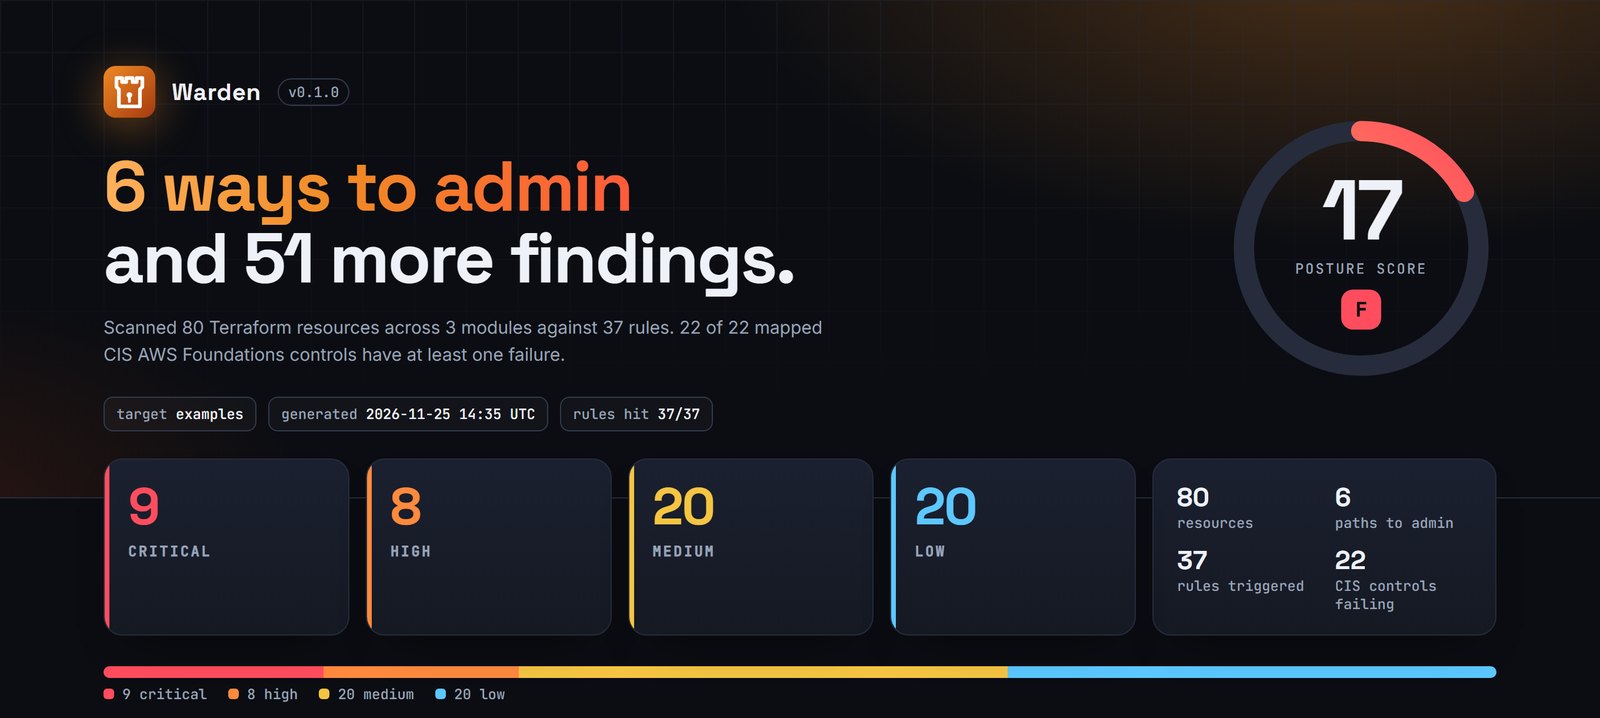 Warden v0.1.0
6 ways to admin
and 51 more findings.
Scanned 80 Terraform resources across 3 modules against 37 rules. 22 of 22 mapped
CIS AWS Foundations controls have at least one failure.
target examples
generated 2026-11-25 14:35 UTC
rules hit 37/37
17
POSTURE SCORE
F
9
CRITICAL
8
HIGH
20
MEDIUM
20
LOW
80
resources
6
paths to admin
37
rules triggered
22
CIS controls
failing
9 critical
8 high
20 medium
20 low